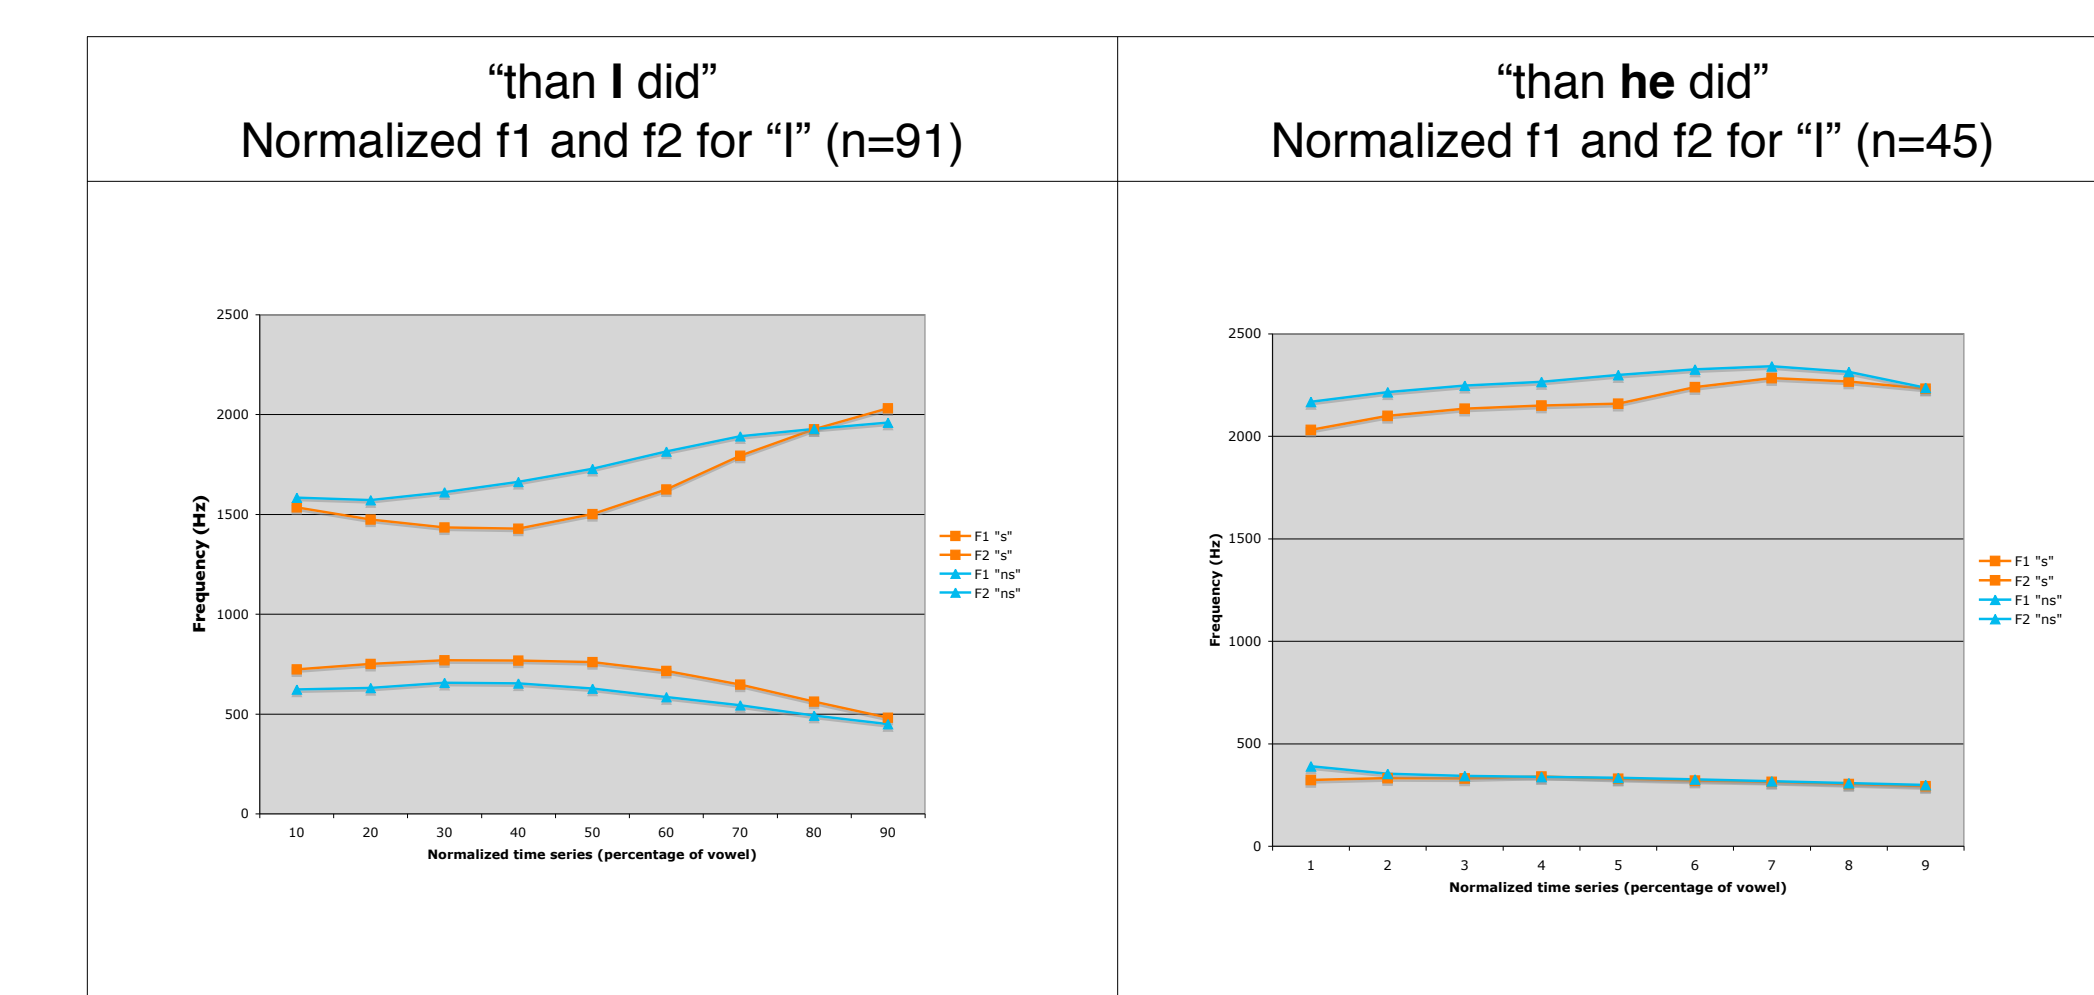 “than I did”
Normalized f1 and f2 for “I” (n=91)
“than he did”
Normalized f1 and f2 for “I” (n=45)
2500
2000
1500
1000
500
0
Frequency (Hz)
10 20 30 40 50 60 70 80 90
Normalized time series (percentage of vowel)
F1 "s"
F2 "s"
F1 "ns"
F2 "ns"
2500
2000
1500
1000
500
0
Frequency (Hz)
1 2 3 4 5 6 7 8 9
Normalized time series (percentage of vowel)
F1 "s"
F2 "s"
F1 "ns"
F2 "ns"